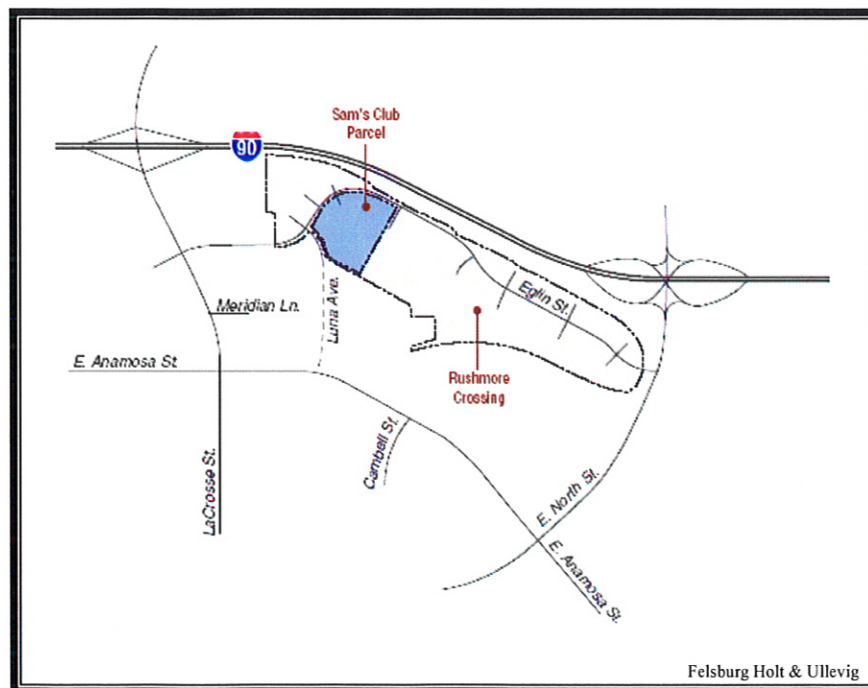 Sam's Club
Parcel
90
Eglin St.
Meridian Ln.
Luna Ave.
E. Anamosa St.
Rushmore
Crossing
Cambell St.
LaCrosse St.
E. North St.
E. Anamosa St.
Felsburg Holt & Ullevig